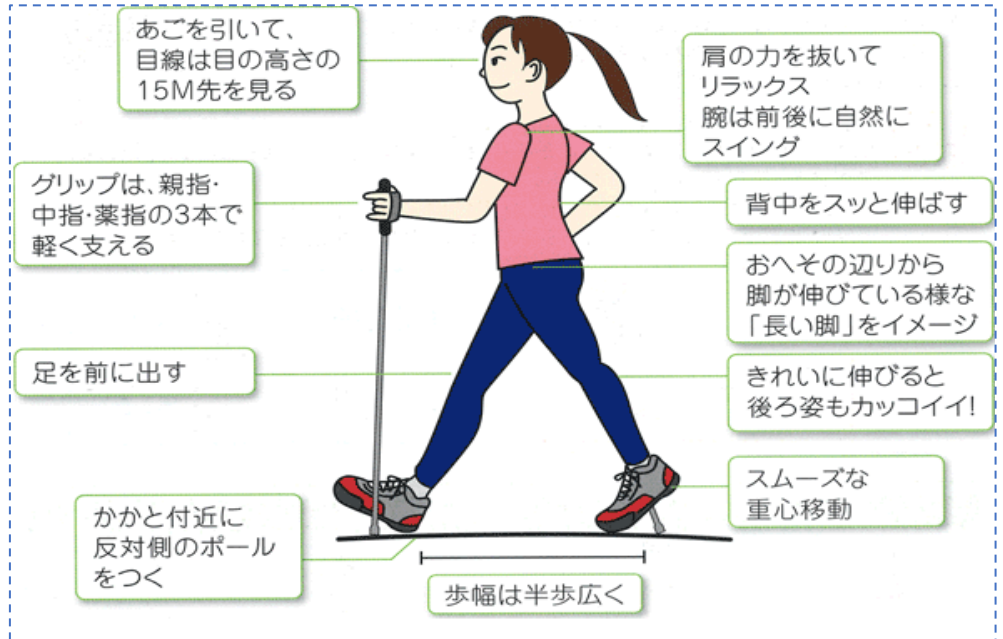 あごを引いて、
目線は目の高さの
15M先を見る
肩の力を抜いて
リラックス
腕は前後に自然に
スイング
グリップは、親指・
中指・薬指の3本で
軽く支える
背中をスッと伸ばす
おへその辺りから
脚が伸びている様な
「長い脚」をイメージ
足を前に出す
きれいに伸びると
後ろ姿もカッコイイ!
スムーズな
重心移動
かかと付近に
反対側のポール
をつく
歩幅は半歩広く